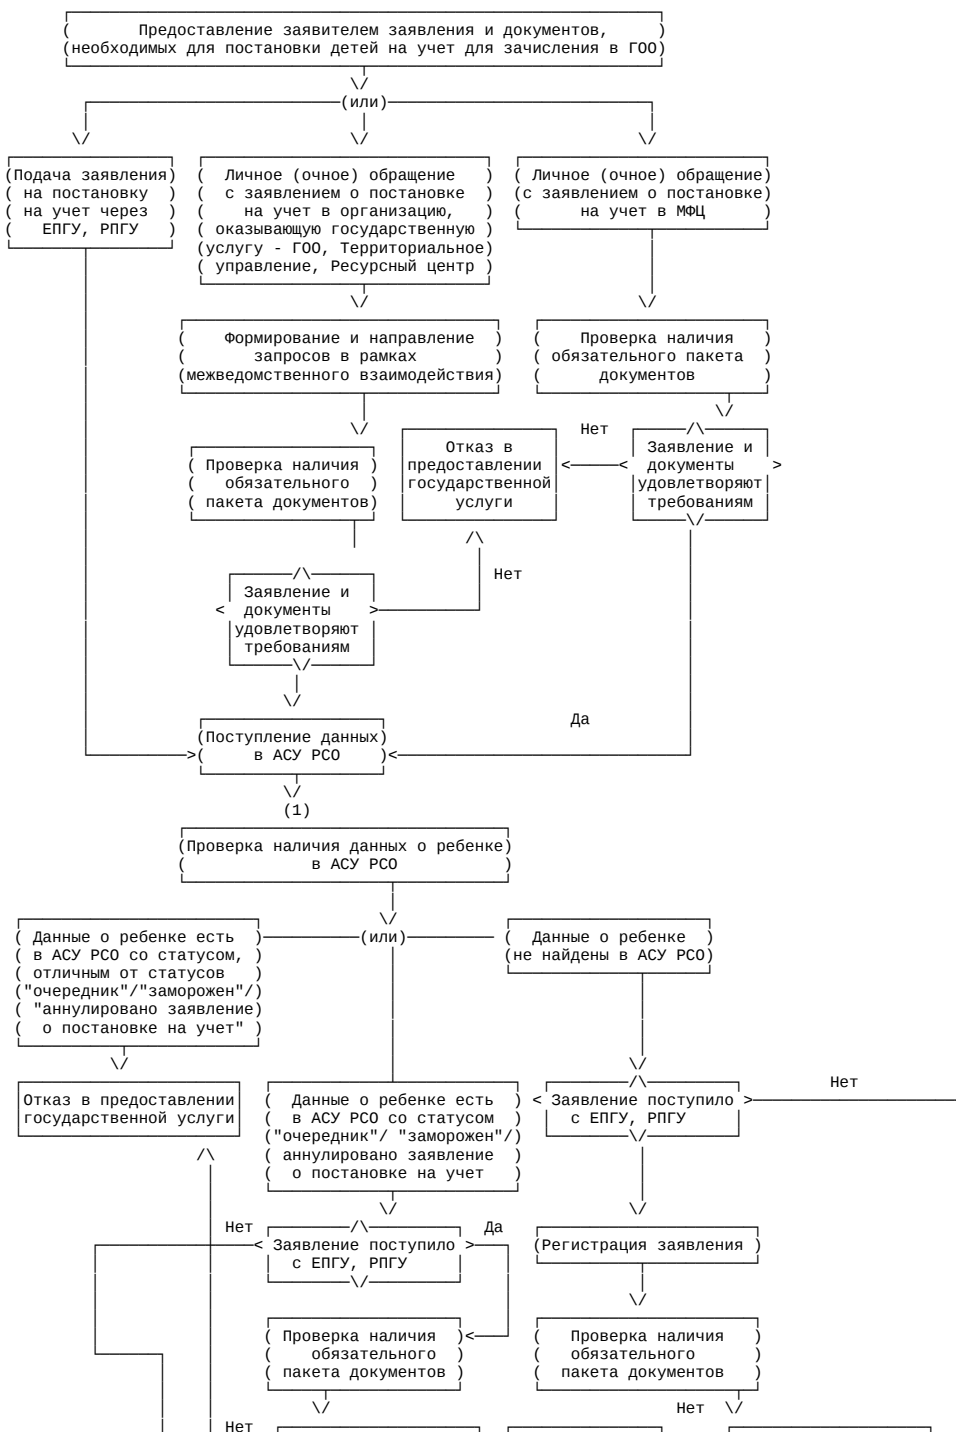 Предоставление заявителем заявления и документов,
необходимых для постановки детей на учет для зачисления в ГОО
(или)
Подача заявления
на постановку
на учет через
ЕПГУ, РПГУ
Личное (очное) обращение
с заявлением о постановке
на учет в организацию,
оказывающую государственную
услугу - ГОО, Территориальное
управление, Ресурсный центр
Личное (очное) обращение
с заявлением о постановке
на учет в МФЦ
Формирование и направление
запросов в рамках
межведомственного взаимодействия
Проверка наличия
обязательного пакета
документов
Проверка наличия
обязательного
пакета документов
Отказ в
предоставлении
государственной
услуги
Нет
Заявление и
документы
удовлетворяют
требованиям
Нет
Заявление и
документы
удовлетворяют
требованиям
Да
Поступление данных
в АСУ РСО
(1)
Проверка наличия данных о ребенке
в АСУ РСО
(или)
Данные о ребенке есть
в АСУ РСО со статусом,
отличным от статусов
"очередник"/"заморожен"/
"аннулировано заявление
о постановке на учет"
Данные о ребенке
не найдены в АСУ РСО
Отказ в предоставлении
государственной услуги
Данные о ребенке есть
в АСУ РСО со статусом
"очередник"/ "заморожен"/
аннулировано заявление
о постановке на учет
Заявление поступило
с ЕПГУ, РПГУ
Нет
Нет
Заявление поступило
с ЕПГУ, РПГУ
Да
Регистрация заявления
Проверка наличия
обязательного
пакета документов
Проверка наличия
обязательного
пакета документов
Нет
Нет